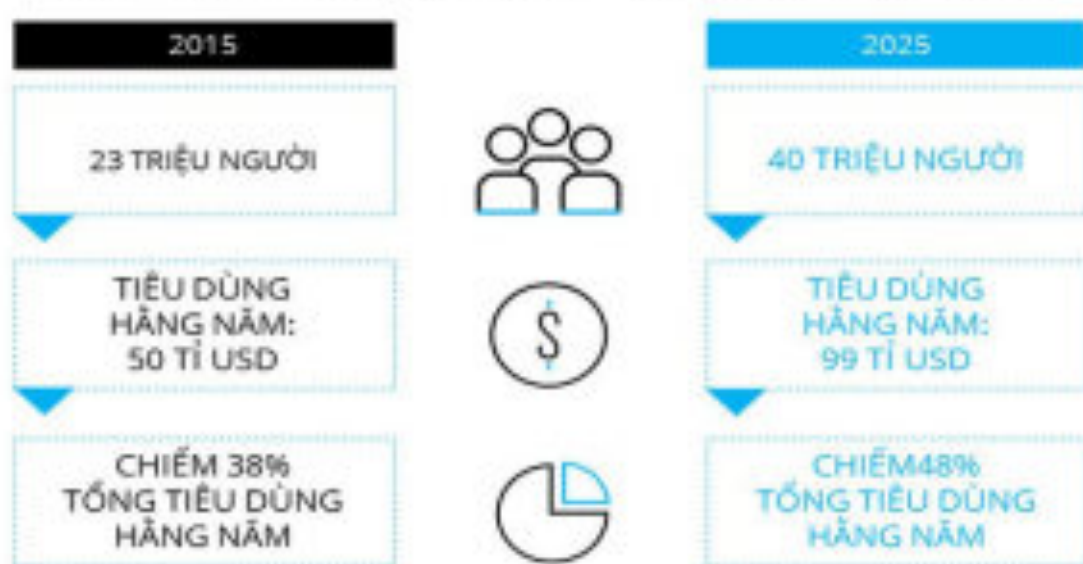 2015
23 TRIỆU NGƯỜI
TIÊU DÙNG
HẰNG NĂM:
50 TỈ USD
CHIẾM 38%
TỔNG TIÊU DÙNG
HẰNG NĂM
$
2025
40 TRIỆU NGƯỜI
TIÊU DÙNG
HẰNG NĂM:
99 TỈ USD
CHIẾM48%
TỔNG TIÊU DÙNG
HẰNG NĂM